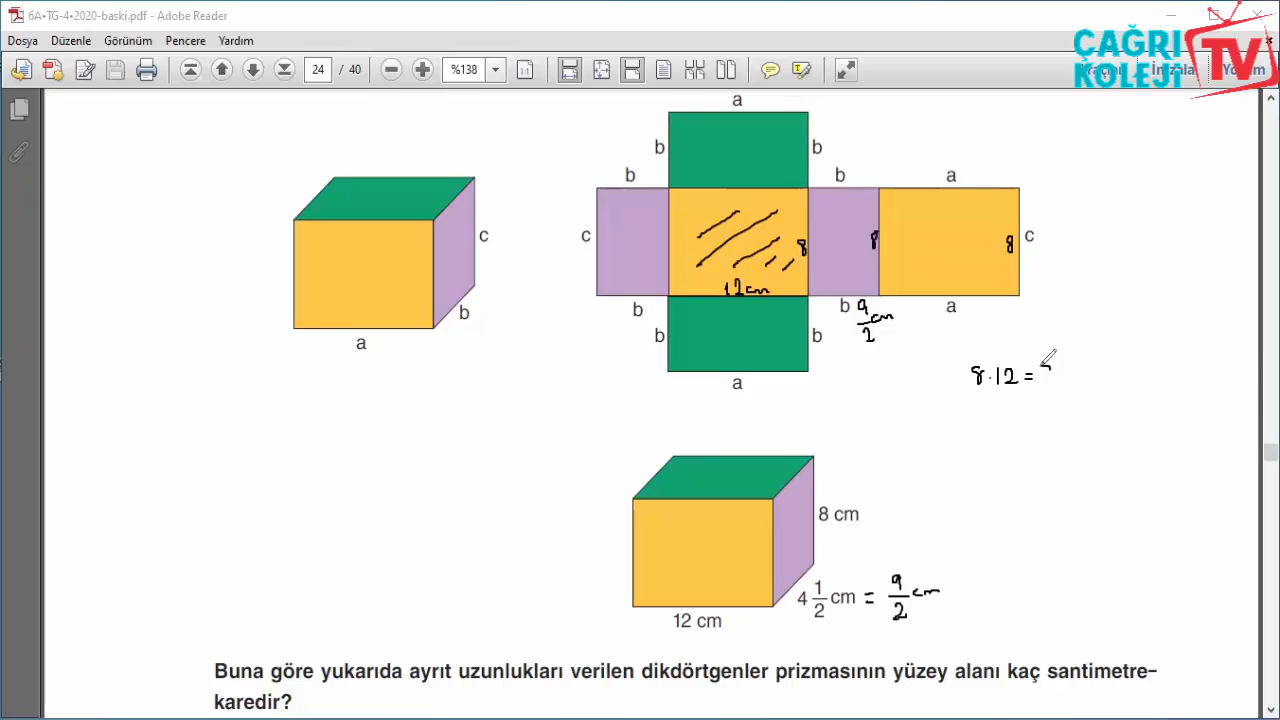 6A•TG-4•2020-baski.pdf - Adobe Reader
Dosya Düzenle Görünüm Pencere Yardım
ÇAĞRI
KOLEJİ
TV
24 / 40 %138
İmzala Yorum
a
b b
b b a
c 8 8 8 c
12cm
b b 9/2 cm a
b b
a
c
b
a
8·12=
8 cm
4 1/2 cm = 9/2 cm
12 cm
Buna göre yukarıda ayrıt uzunlukları verilen dikdörtgenler prizmasının yüzey alanı kaç santimetre-
karedir?